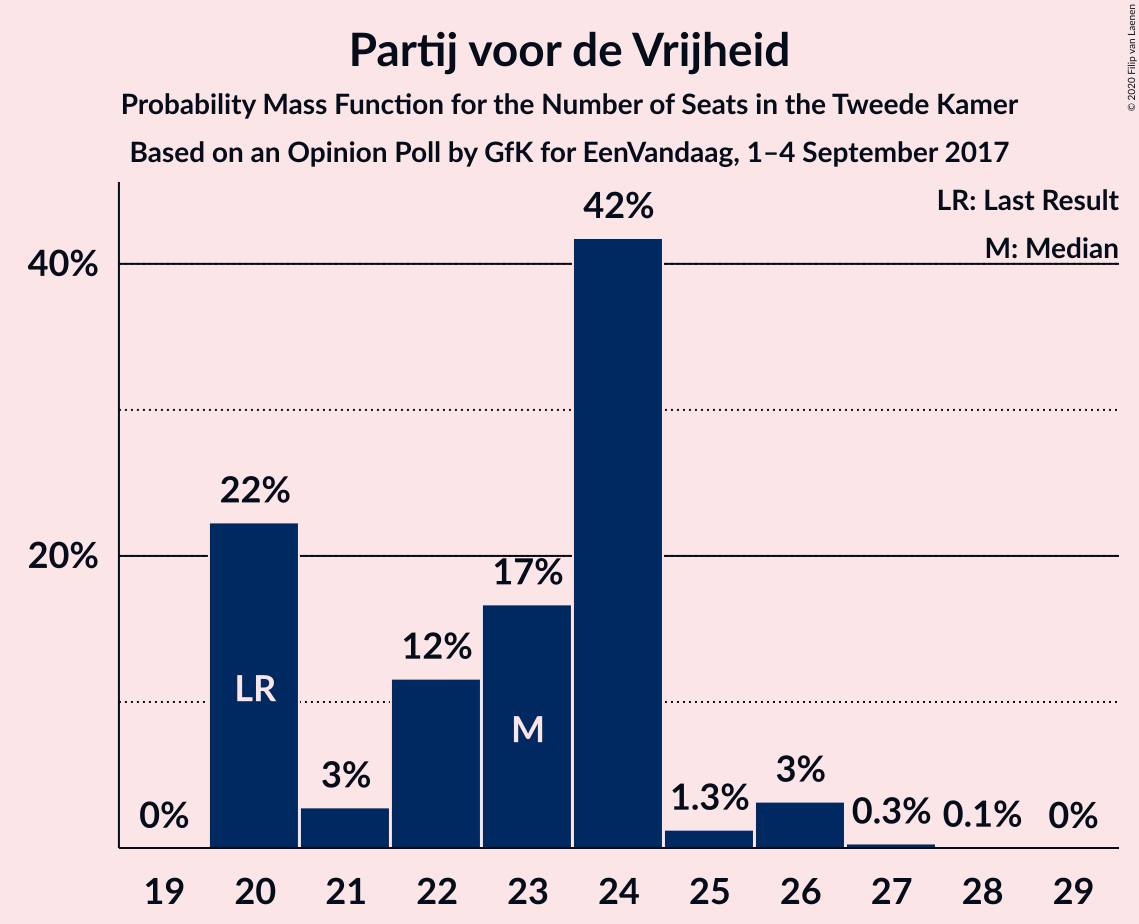 Partij voor de Vrijheid
Probability Mass Function for the Number of Seats in the Tweede Kamer
Based on an Opinion Poll by GfK for EenVandaag, 1–4 September 2017
© 2020 Filip van Laenen
LR: Last Result
M: Median
40%
20%
0%
22%
3%
12%
17%
42%
1.3%
3%
0.3%
0.1%
0%
LR
M
19 20 21 22 23 24 25 26 27 28 29